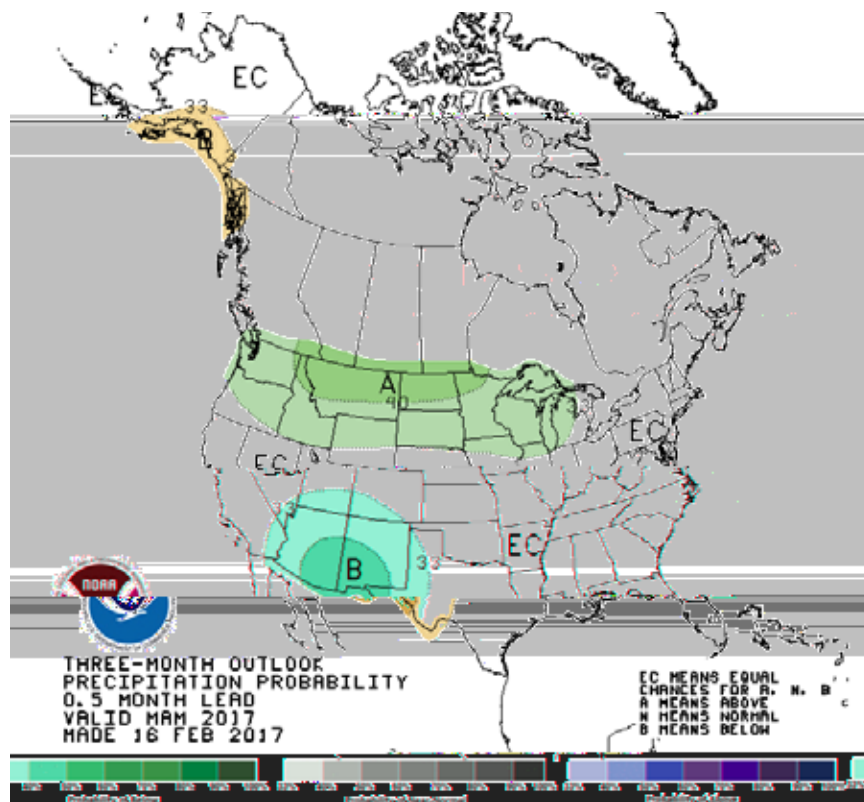 EC
EC
33
A
40
EC
EC
EC
33
B
NOAA
THREE-MONTH OUTLOOK
PRECIPITATION PROBABILITY
0.5 MONTH LEAD
VALID MAM 2017
MADE 16 FEB 2017
EC MEANS EQUAL
CHANCES FOR A, N, B
A MEANS ABOVE
N MEANS NORMAL
B MEANS BELOW